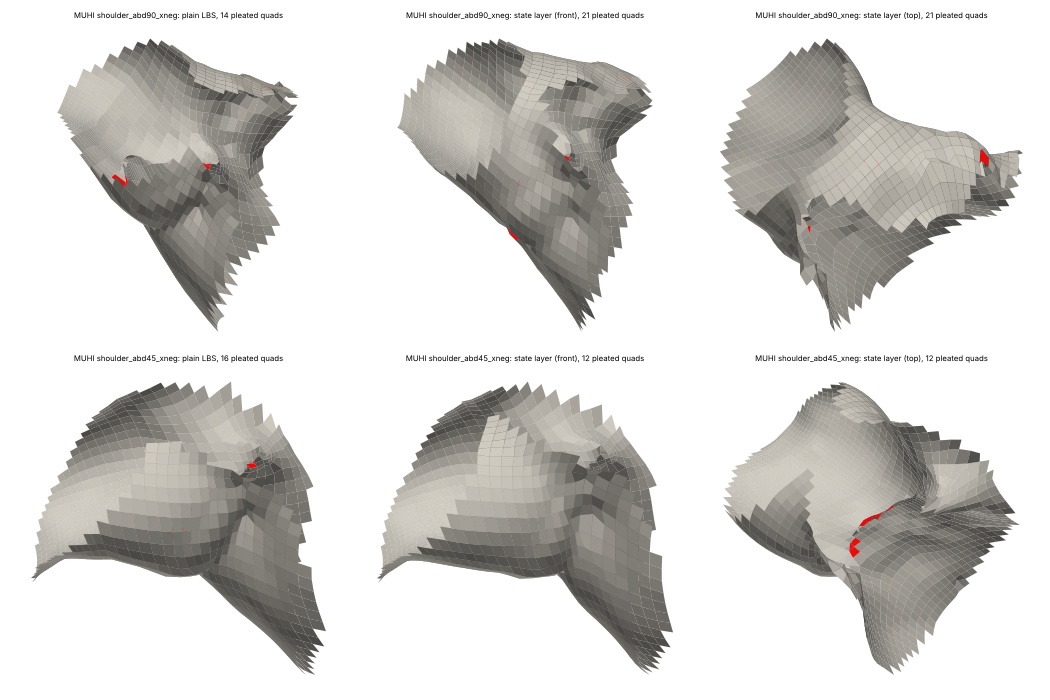 MUHI shoulder_abd90_xneg: plain LBS, 14 pleated quads
MUHI shoulder_abd90_xneg: state layer (front), 21 pleated quads
MUHI shoulder_abd90_xneg: state layer (top), 21 pleated quads
MUHI shoulder_abd45_xneg: plain LBS, 16 pleated quads
MUHI shoulder_abd45_xneg: state layer (front), 12 pleated quads
MUHI shoulder_abd45_xneg: state layer (top), 12 pleated quads